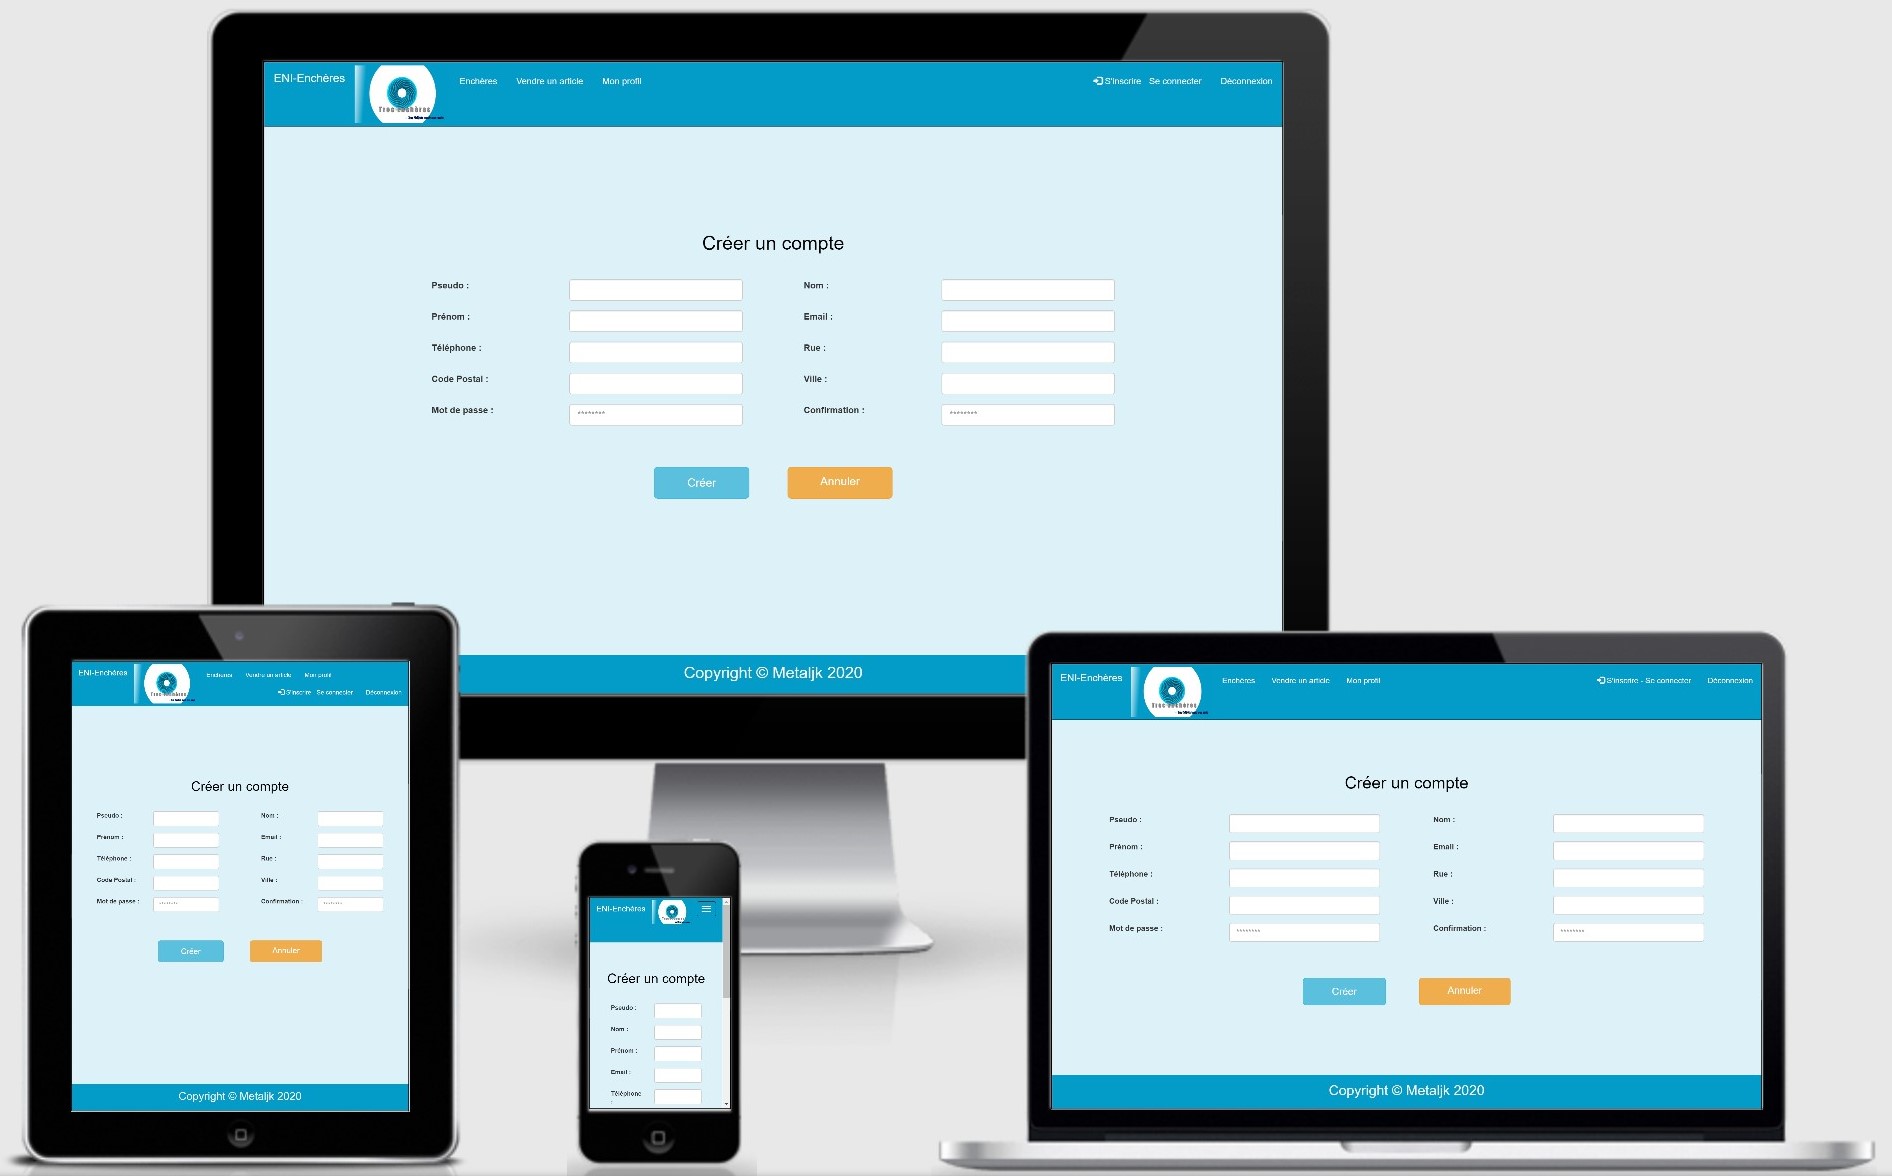 ENI-Enchères
Troc Enchères
Enchères Vendre un article Mon profil
S'inscrire Se connecter Déconnexion
Créer un compte
Pseudo : Nom :
Prénom : Email :
Téléphone : Rue :
Code Postal : Ville :
Mot de passe : ******** Confirmation : ********
Créer Annuler
Copyright © Metaljk 2020
ENI-Enchères
Troc Enchères
Enchères Vendre un article Mon profil
S'inscrire Se connecter Déconnexion
Créer un compte
Pseudo : Nom :
Prénom : Email :
Téléphone : Rue :
Code Postal : Ville :
Mot de passe : ******** Confirmation : ********
Créer Annuler
Copyright © Metaljk 2020
ENI-Enchères
Créer un compte
Pseudo :
Nom :
Prénom :
Email :
Téléphone
:
ENI-Enchères
Troc Enchères
Enchères Vendre un article Mon profil
S'inscrire - Se connecter Déconnexion
Créer un compte
Pseudo : Nom :
Prénom : Email :
Téléphone : Rue :
Code Postal : Ville :
Mot de passe : ******** Confirmation : ********
Créer Annuler
Copyright © Metaljk 2020